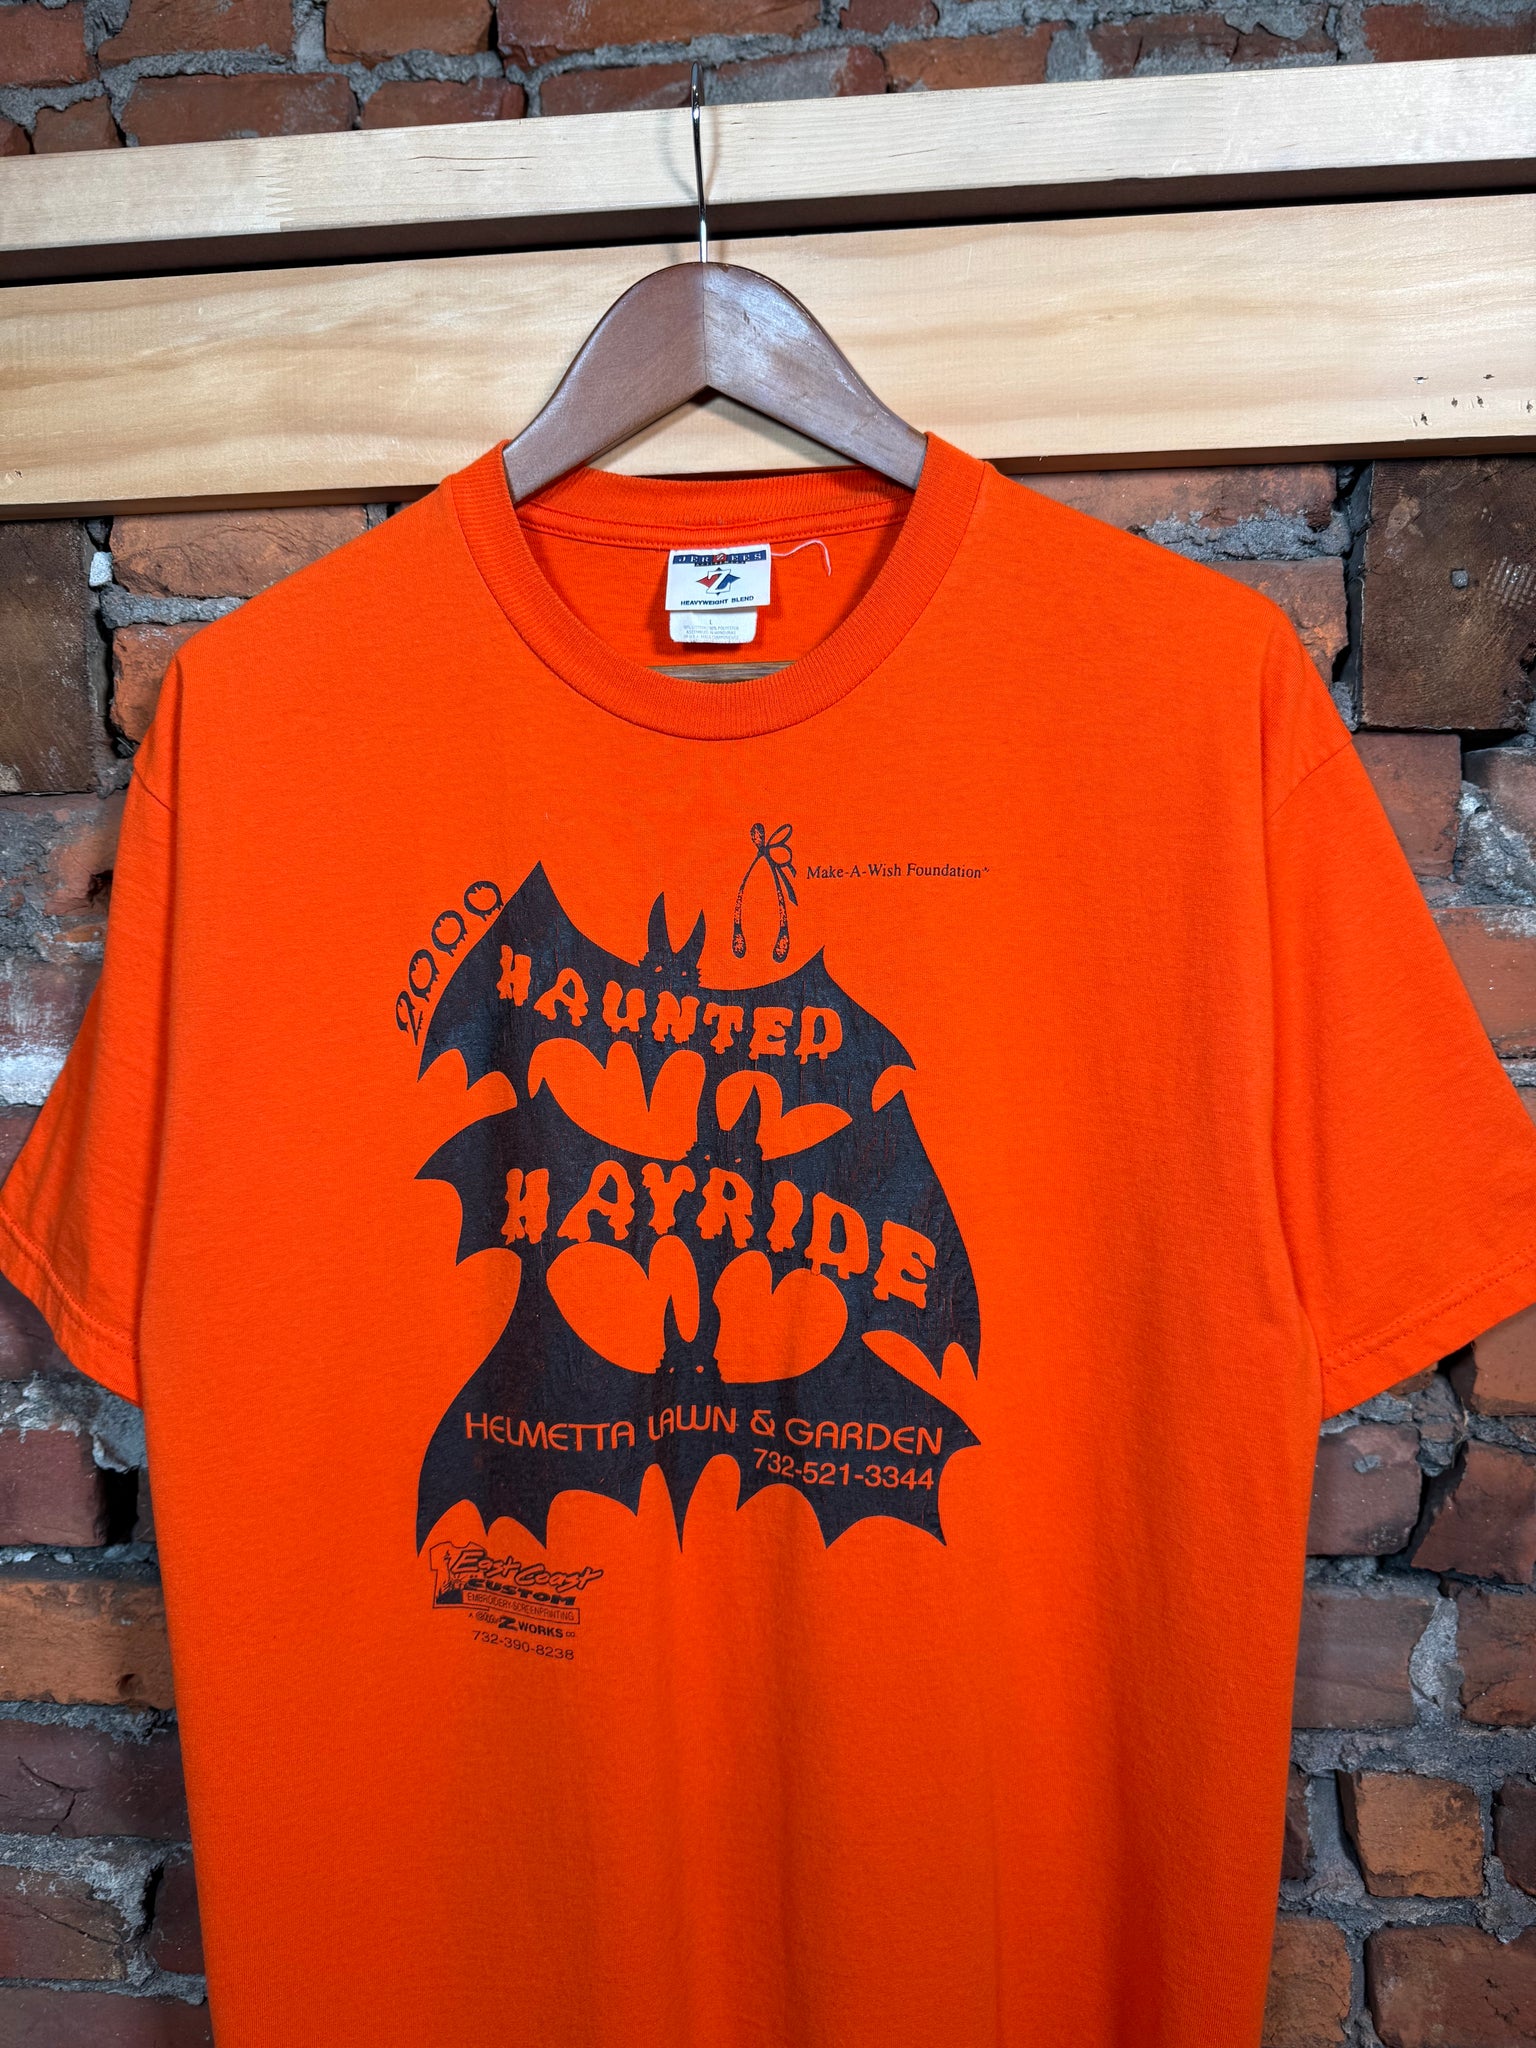 JERZEES
HEAVYWEIGHT BLEND
L
2000
Make-A-Wish Foundation
HAUNTED
HAYRIDE
HELMETTA LAWN & GARDEN
732-521-3344
East Coast
CUSTOM
EMBROIDERY·SCREENPRINTING
WORKS CO
732-390-8238